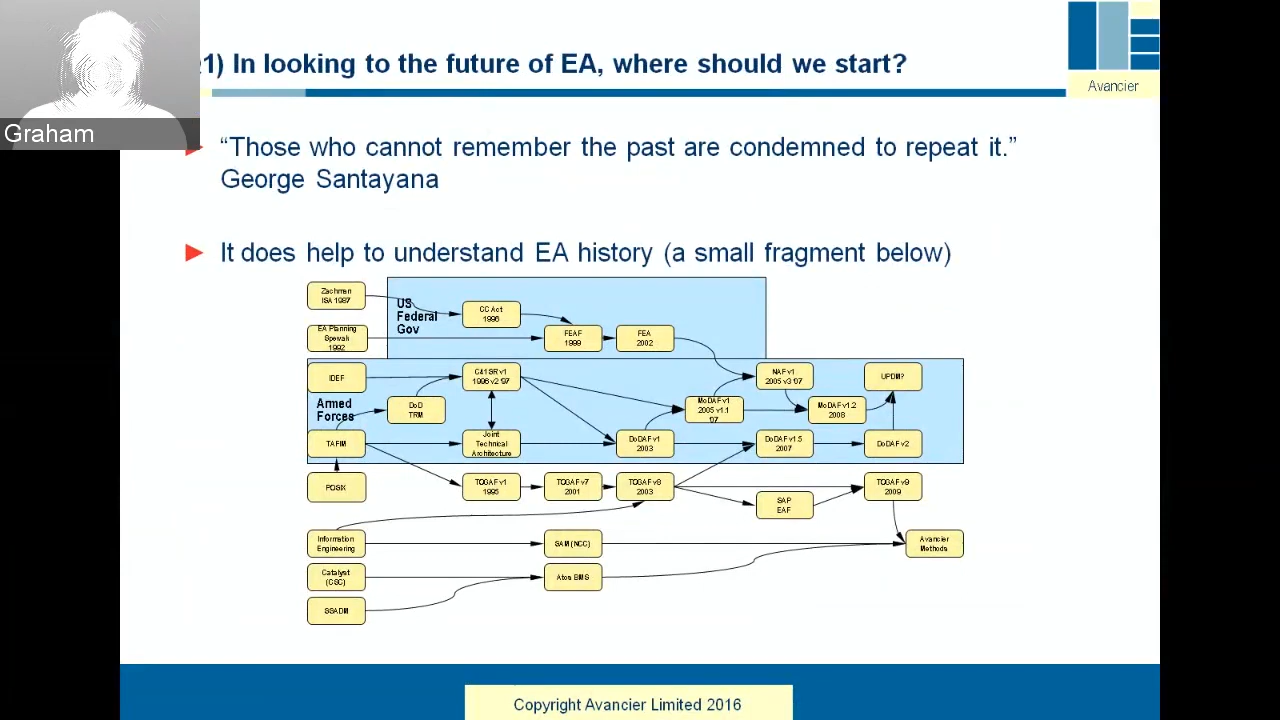 1) In looking to the future of EA, where should we start?
Avancier
Graham
“Those who cannot remember the past are condemned to repeat it.”
George Santayana
It does help to understand EA history (a small fragment below)
Zachman
ISA 1987
US
Federal
Gov
CC Act
1996
EA Planning
Spewak
1992
FEAF
1999
FEA
2002
IDEF
C4ISR v1
1996 v2 '97
NAF v1
2005 v3 '07
UPDM?
Armed
Forces
DoD
TRM
MoDAF v1
2005 v1.1
'07
MoDAF v1.2
2008
TAFIM
Joint
Technical
Architecture
DoDAF v1
2003
DoDAF v1.5
2007
DoDAF v2
POSIX
TOGAF v1
1995
TOGAF v7
2001
TOGAF v8
2003
SAP
EAF
TOGAF v9
2009
Information
Engineering
SAM (NCC)
Avancier
Methods
Catalyst
(CSC)
Atos BMS
SSADM
Copyright Avancier Limited 2016